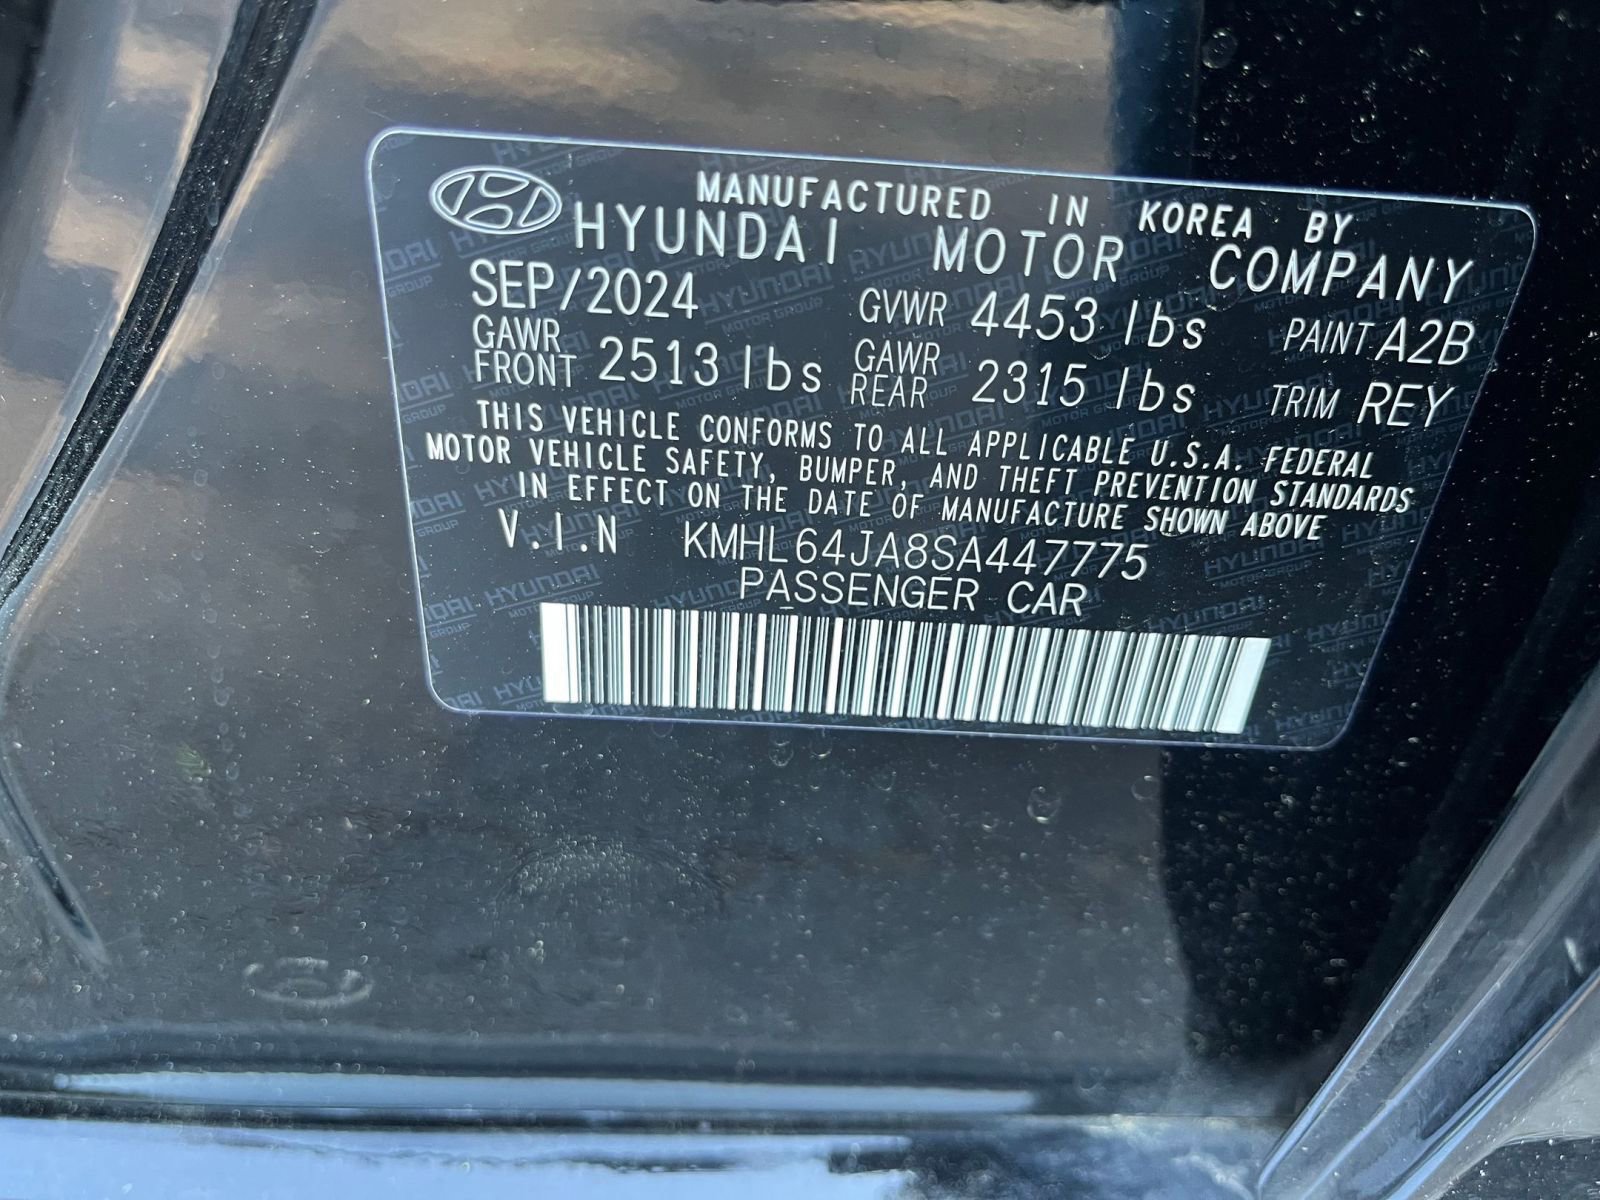 MANUFACTURED IN KOREA BY
HYUNDAI MOTOR COMPANY
SEP/2024 GVWR 4453 lbs PAINT A2B
GAWR FRONT 2513 lbs GAWR REAR 2315 lbs TRIM REY
THIS VEHICLE CONFORMS TO ALL APPLICABLE U.S.A. FEDERAL
MOTOR VEHICLE SAFETY, BUMPER, AND THEFT PREVENTION STANDARDS
IN EFFECT ON THE DATE OF MANUFACTURE SHOWN ABOVE
V.I.N KMHL64JA8SA447775
PASSENGER CAR